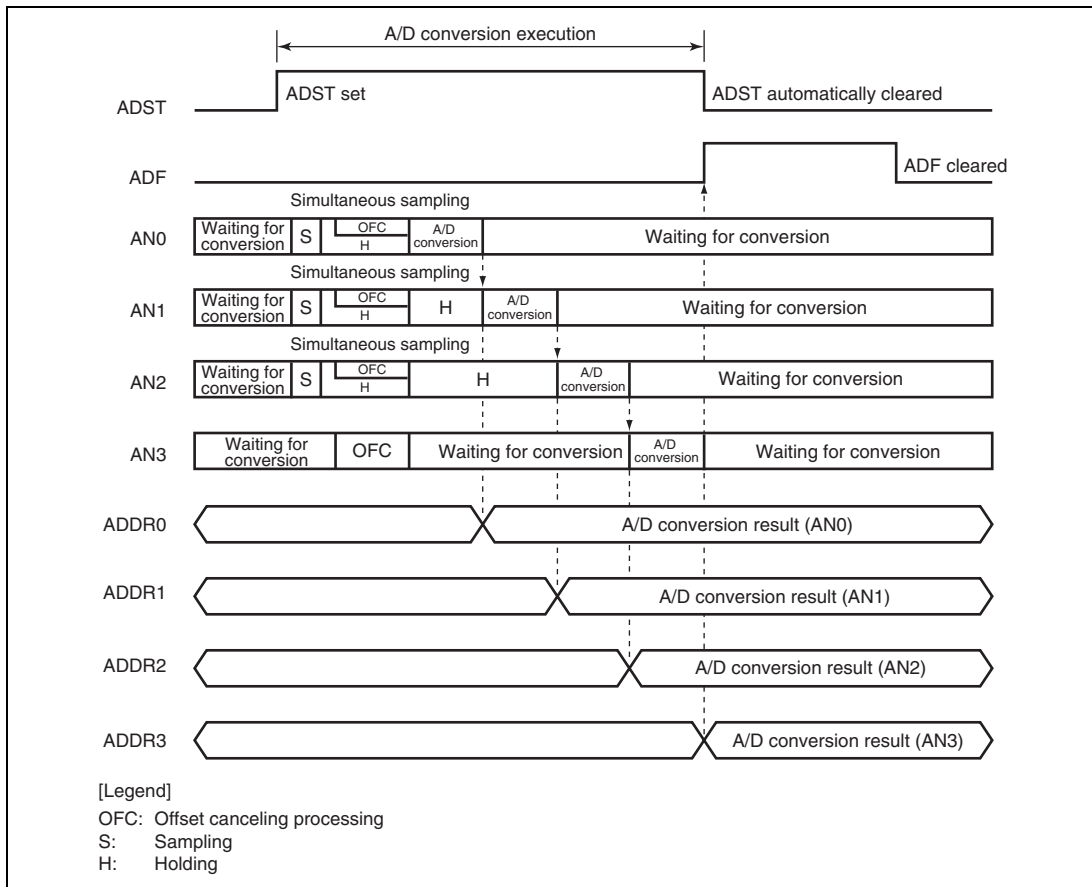 A/D conversion execution
ADST
ADST set
ADST automatically cleared
ADF
ADF cleared
Simultaneous sampling
AN0
Waiting for
conversion
S
OFC
H
A/D
conversion
Waiting for conversion
Simultaneous sampling
AN1
Waiting for
conversion
S
OFC
H
H
A/D
conversion
Waiting for conversion
Simultaneous sampling
AN2
Waiting for
conversion
S
OFC
H
H
A/D
conversion
Waiting for conversion
AN3
Waiting for
conversion
OFC
Waiting for conversion
A/D
conversion
Waiting for conversion
ADDR0
A/D conversion result (AN0)
ADDR1
A/D conversion result (AN1)
ADDR2
A/D conversion result (AN2)
ADDR3
A/D conversion result (AN3)
[Legend]
OFC: Offset canceling processing
S: Sampling
H: Holding